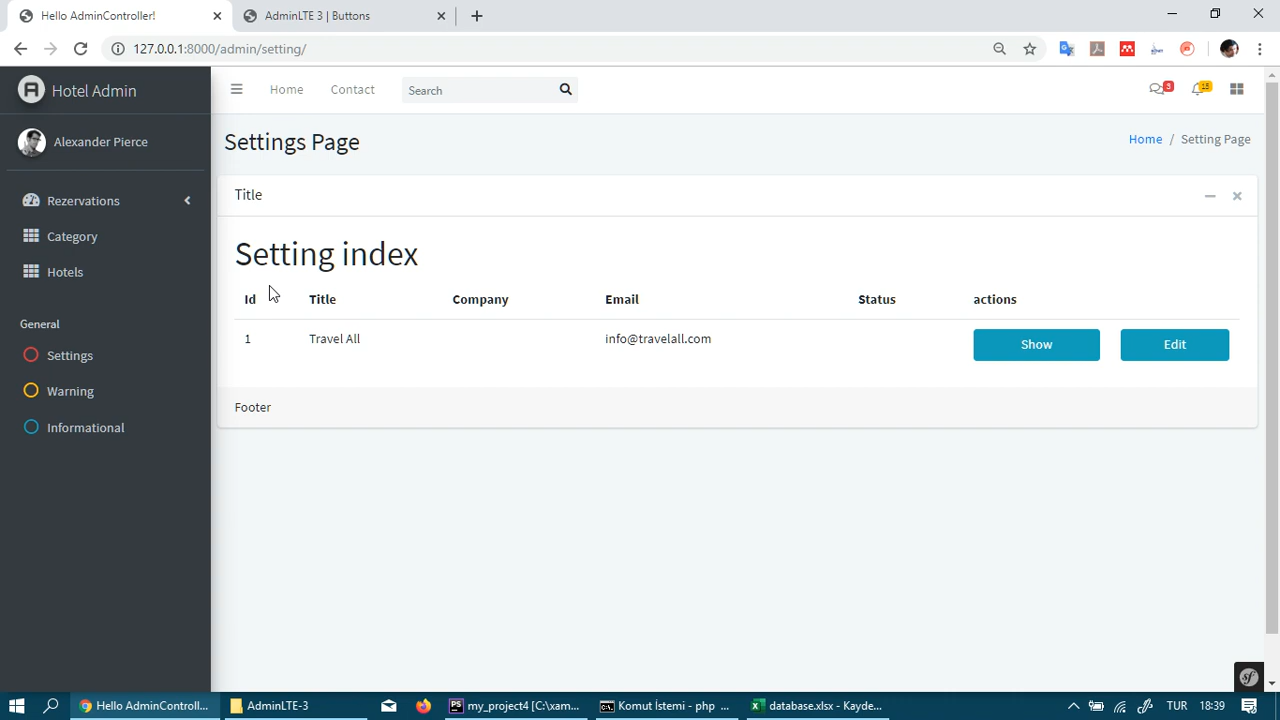 Hello AdminController!
AdminLTE 3 | Buttons
127.0.0.1:8000/admin/setting/
Hotel Admin
Home
Contact
Search
3
15
Alexander Pierce
Settings Page
Home / Setting Page
Rezervations
Category
Hotels
General
Settings
Warning
Informational
Title
Setting index
Id Title Company Email Status actions
1 Travel All info@travelall.com Show Edit
Footer
sf
Hello AdminControll...
AdminLTE-3
my_project4 [C:\xam...
Komut İstemi - php ...
database.xlsx - Kayde...
TUR
18:39